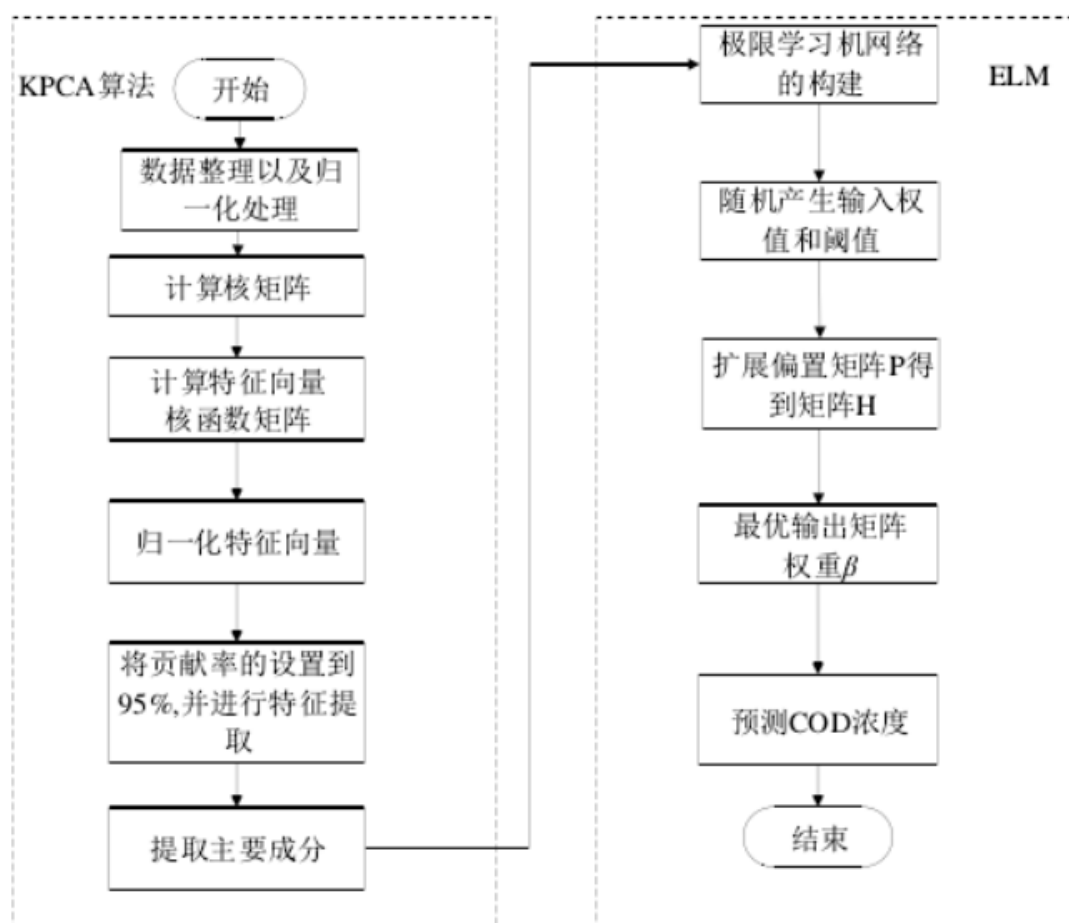 KPCA算法
开始
数据整理以及归
一化处理
计算核矩阵
计算特征向量
核函数矩阵
归一化特征向量
将贡献率的设置到
95%,并进行特征提
取
提取主要成分
极限学习机网络
的构建
ELM
随机产生输入权
值和阈值
扩展偏置矩阵P得
到矩阵H
最优输出矩阵
权重β
预测COD浓度
结束